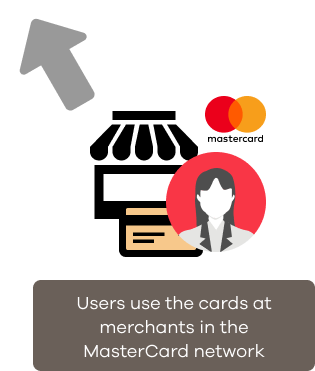 mastercard
Users use the cards at
merchants in the
MasterCard network